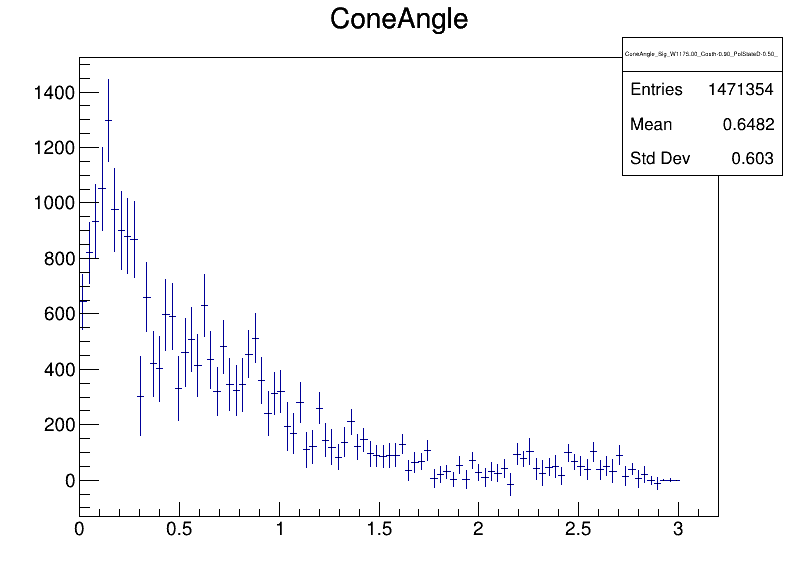 ConeAngle
ConeAngle_Sig_W1175.00_Costh-0.90_PolStateD-0.50_
Entries 1471354
Mean 0.6482
Std Dev 0.603
1400
1200
1000
800
600
400
200
0
0 0.5 1 1.5 2 2.5 3